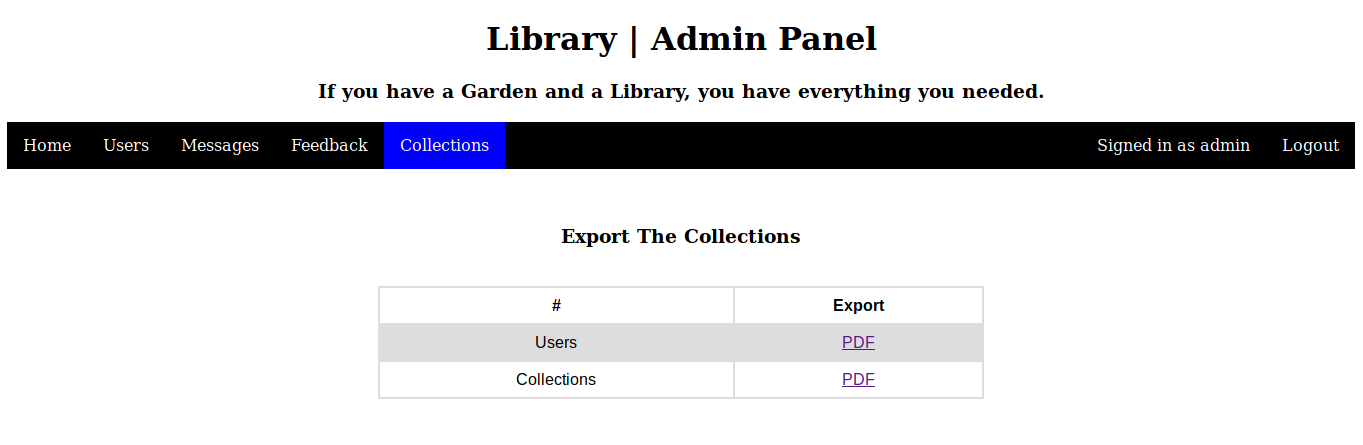 Library | Admin Panel
If you have a Garden and a Library, you have everything you needed.
Home Users Messages Feedback Collections Signed in as admin Logout
Export The Collections
# Export
Users PDF
Collections PDF